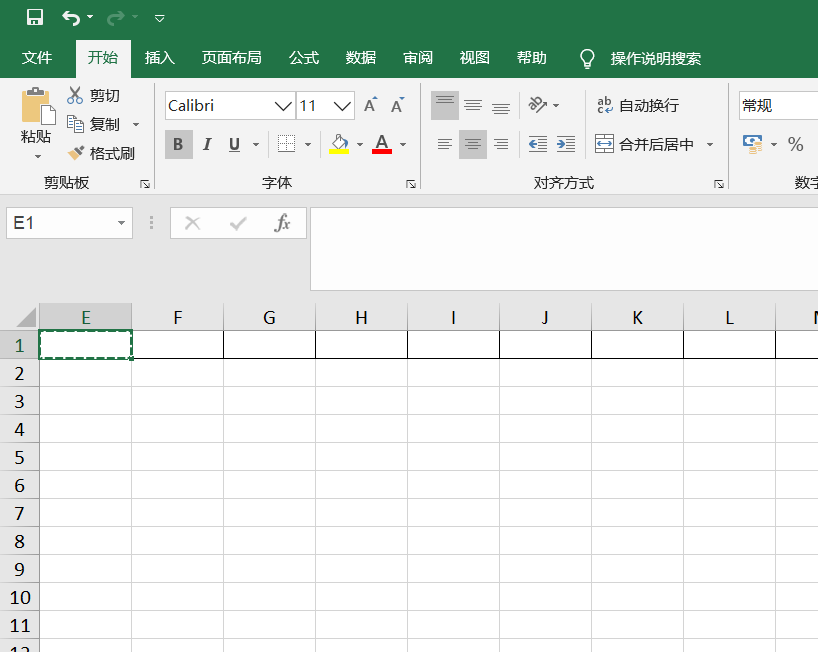 文件 开始 插入 页面布局 公式 数据 审阅 视图 帮助 操作说明搜索
剪切
复制
格式刷
粘贴
剪贴板
Calibri 11 A A
B I U A
字体
ab 自动换行
合并后居中
对齐方式
常规
%
数字
E1 fx
E F G H I J K L
1
2
3
4
5
6
7
8
9
10
11
12